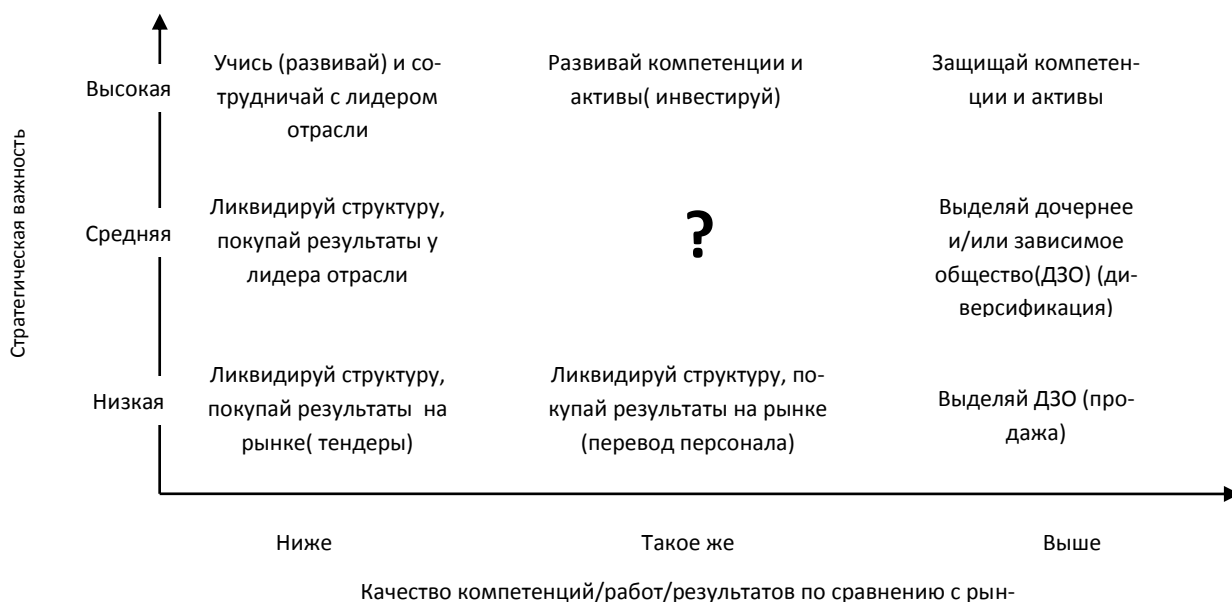 Стратегическая важность
Высокая
Учись (развивай) и со-
трудничай с лидером
отрасли
Развивай компетенции и
активы( инвестируй)
Защищай компетен-
ции и активы
Средняя
Ликвидируй структуру,
покупай результаты у
лидера отрасли
?
Выделяй дочернее
и/или зависимое
общество(ДЗО) (ди-
версификация)
Низкая
Ликвидируй структуру,
покупай результаты на
рынке( тендеры)
Ликвидируй структуру, по-
купай результаты на рынке
(перевод персонала)
Выделяй ДЗО (про-
дажа)
Ниже
Такое же
Выше
Качество компетенций/работ/результатов по сравнению с рын-